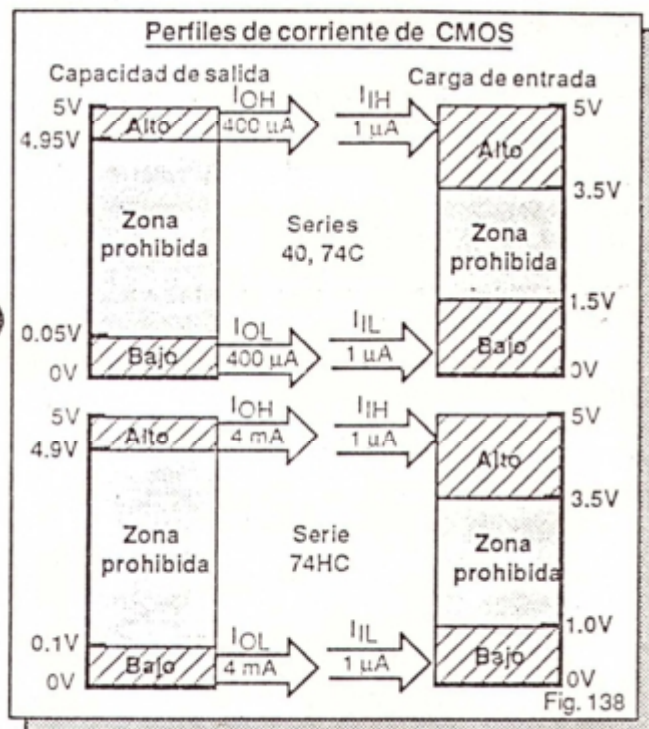 Perfiles de corriente de CMOS
Capacidad de salida
Carga de entrada
5V
Alto
4.95V
Zona
prohibida
0.05V
Bajo
0V
IOH
400 µA
IIH
1 µA
Series
40, 74C
IOL
400 µA
IIL
1 µA
5V
Alto
3.5V
Zona
prohibida
1.5V
Bajo
0V
5V
Alto
4.9V
Zona
prohibida
0.1V
Bajo
0V
IOH
4 mA
IIH
1 µA
Serie
74HC
IOL
4 mA
IIL
1 µA
5V
Alto
3.5V
Zona
prohibida
1.0V
Bajo
0V
Fig. 138